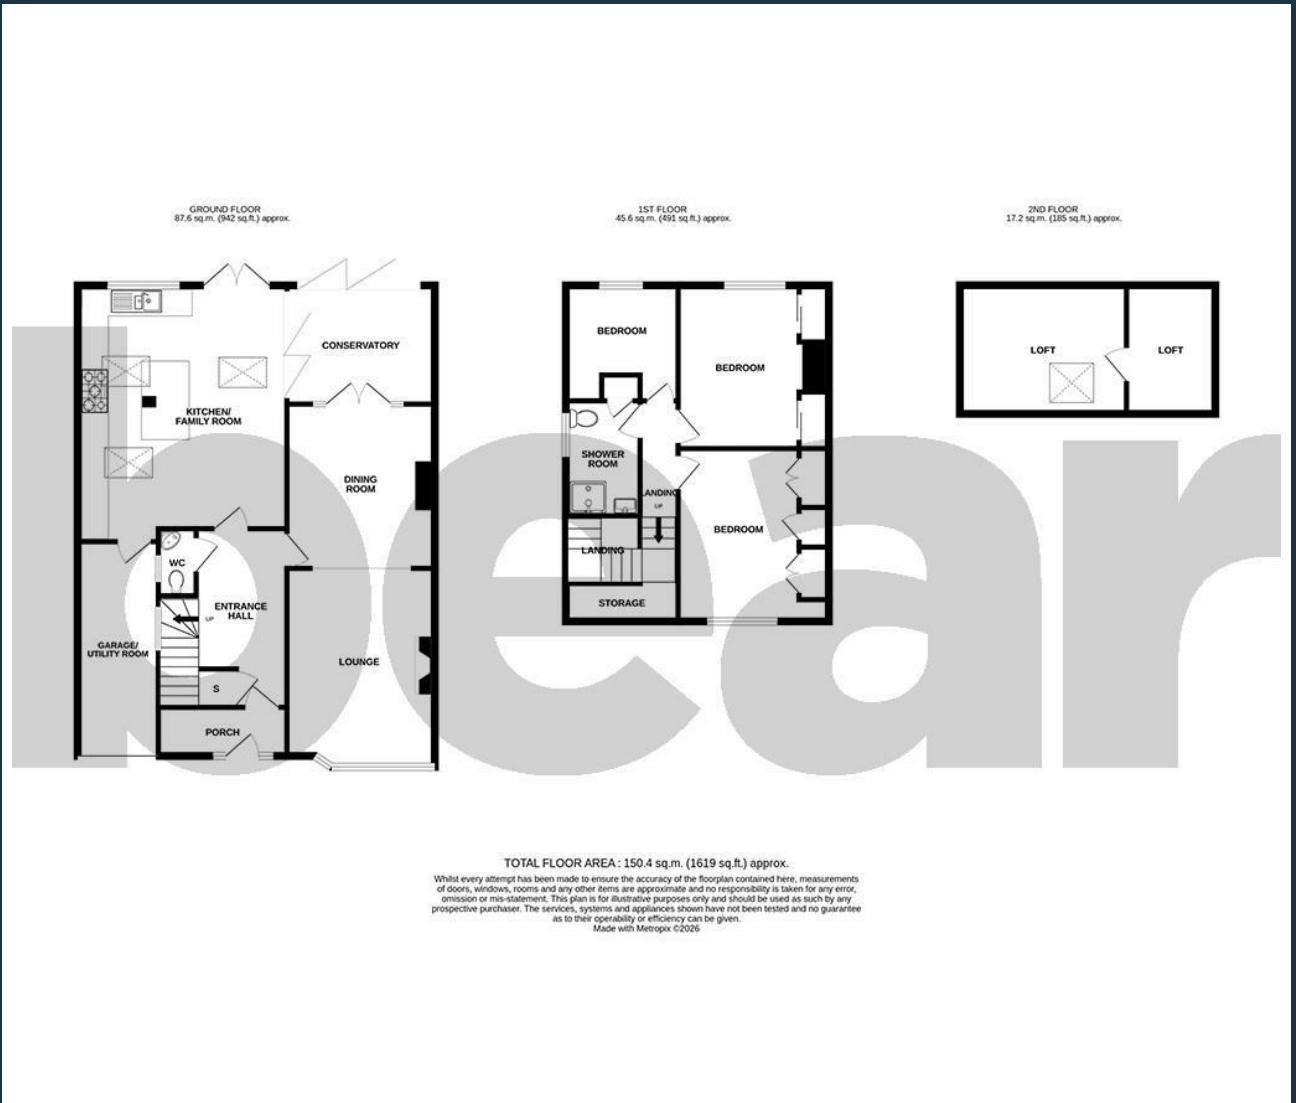 GROUND FLOOR
87.6 sq.m. (942 sq.ft.) approx.
1ST FLOOR
45.6 sq.m. (491 sq.ft.) approx.
2ND FLOOR
17.2 sq.m. (185 sq.ft.) approx.
CONSERVATORY
KITCHEN/
FAMILY ROOM
DINING
ROOM
WC
ENTRANCE
HALL
UP
GARAGE/
UTILITY ROOM
LOUNGE
S
PORCH
BEDROOM
BEDROOM
SHOWER
ROOM
LANDING
UP
BEDROOM
LANDING
STORAGE
LOFT
LOFT
bear
TOTAL FLOOR AREA : 150.4 sq.m. (1619 sq.ft.) approx.
Whilst every attempt has been made to ensure the accuracy of the floorplan contained here, measurements
of doors, windows, rooms and any other items are approximate and no responsibility is taken for any error,
omission or mis-statement. This plan is for illustrative purposes only and should be used as such by any
prospective purchaser. The services, systems and appliances shown have not been tested and no guarantee
as to their operability or efficiency can be given.
Made with Metropix ©2026